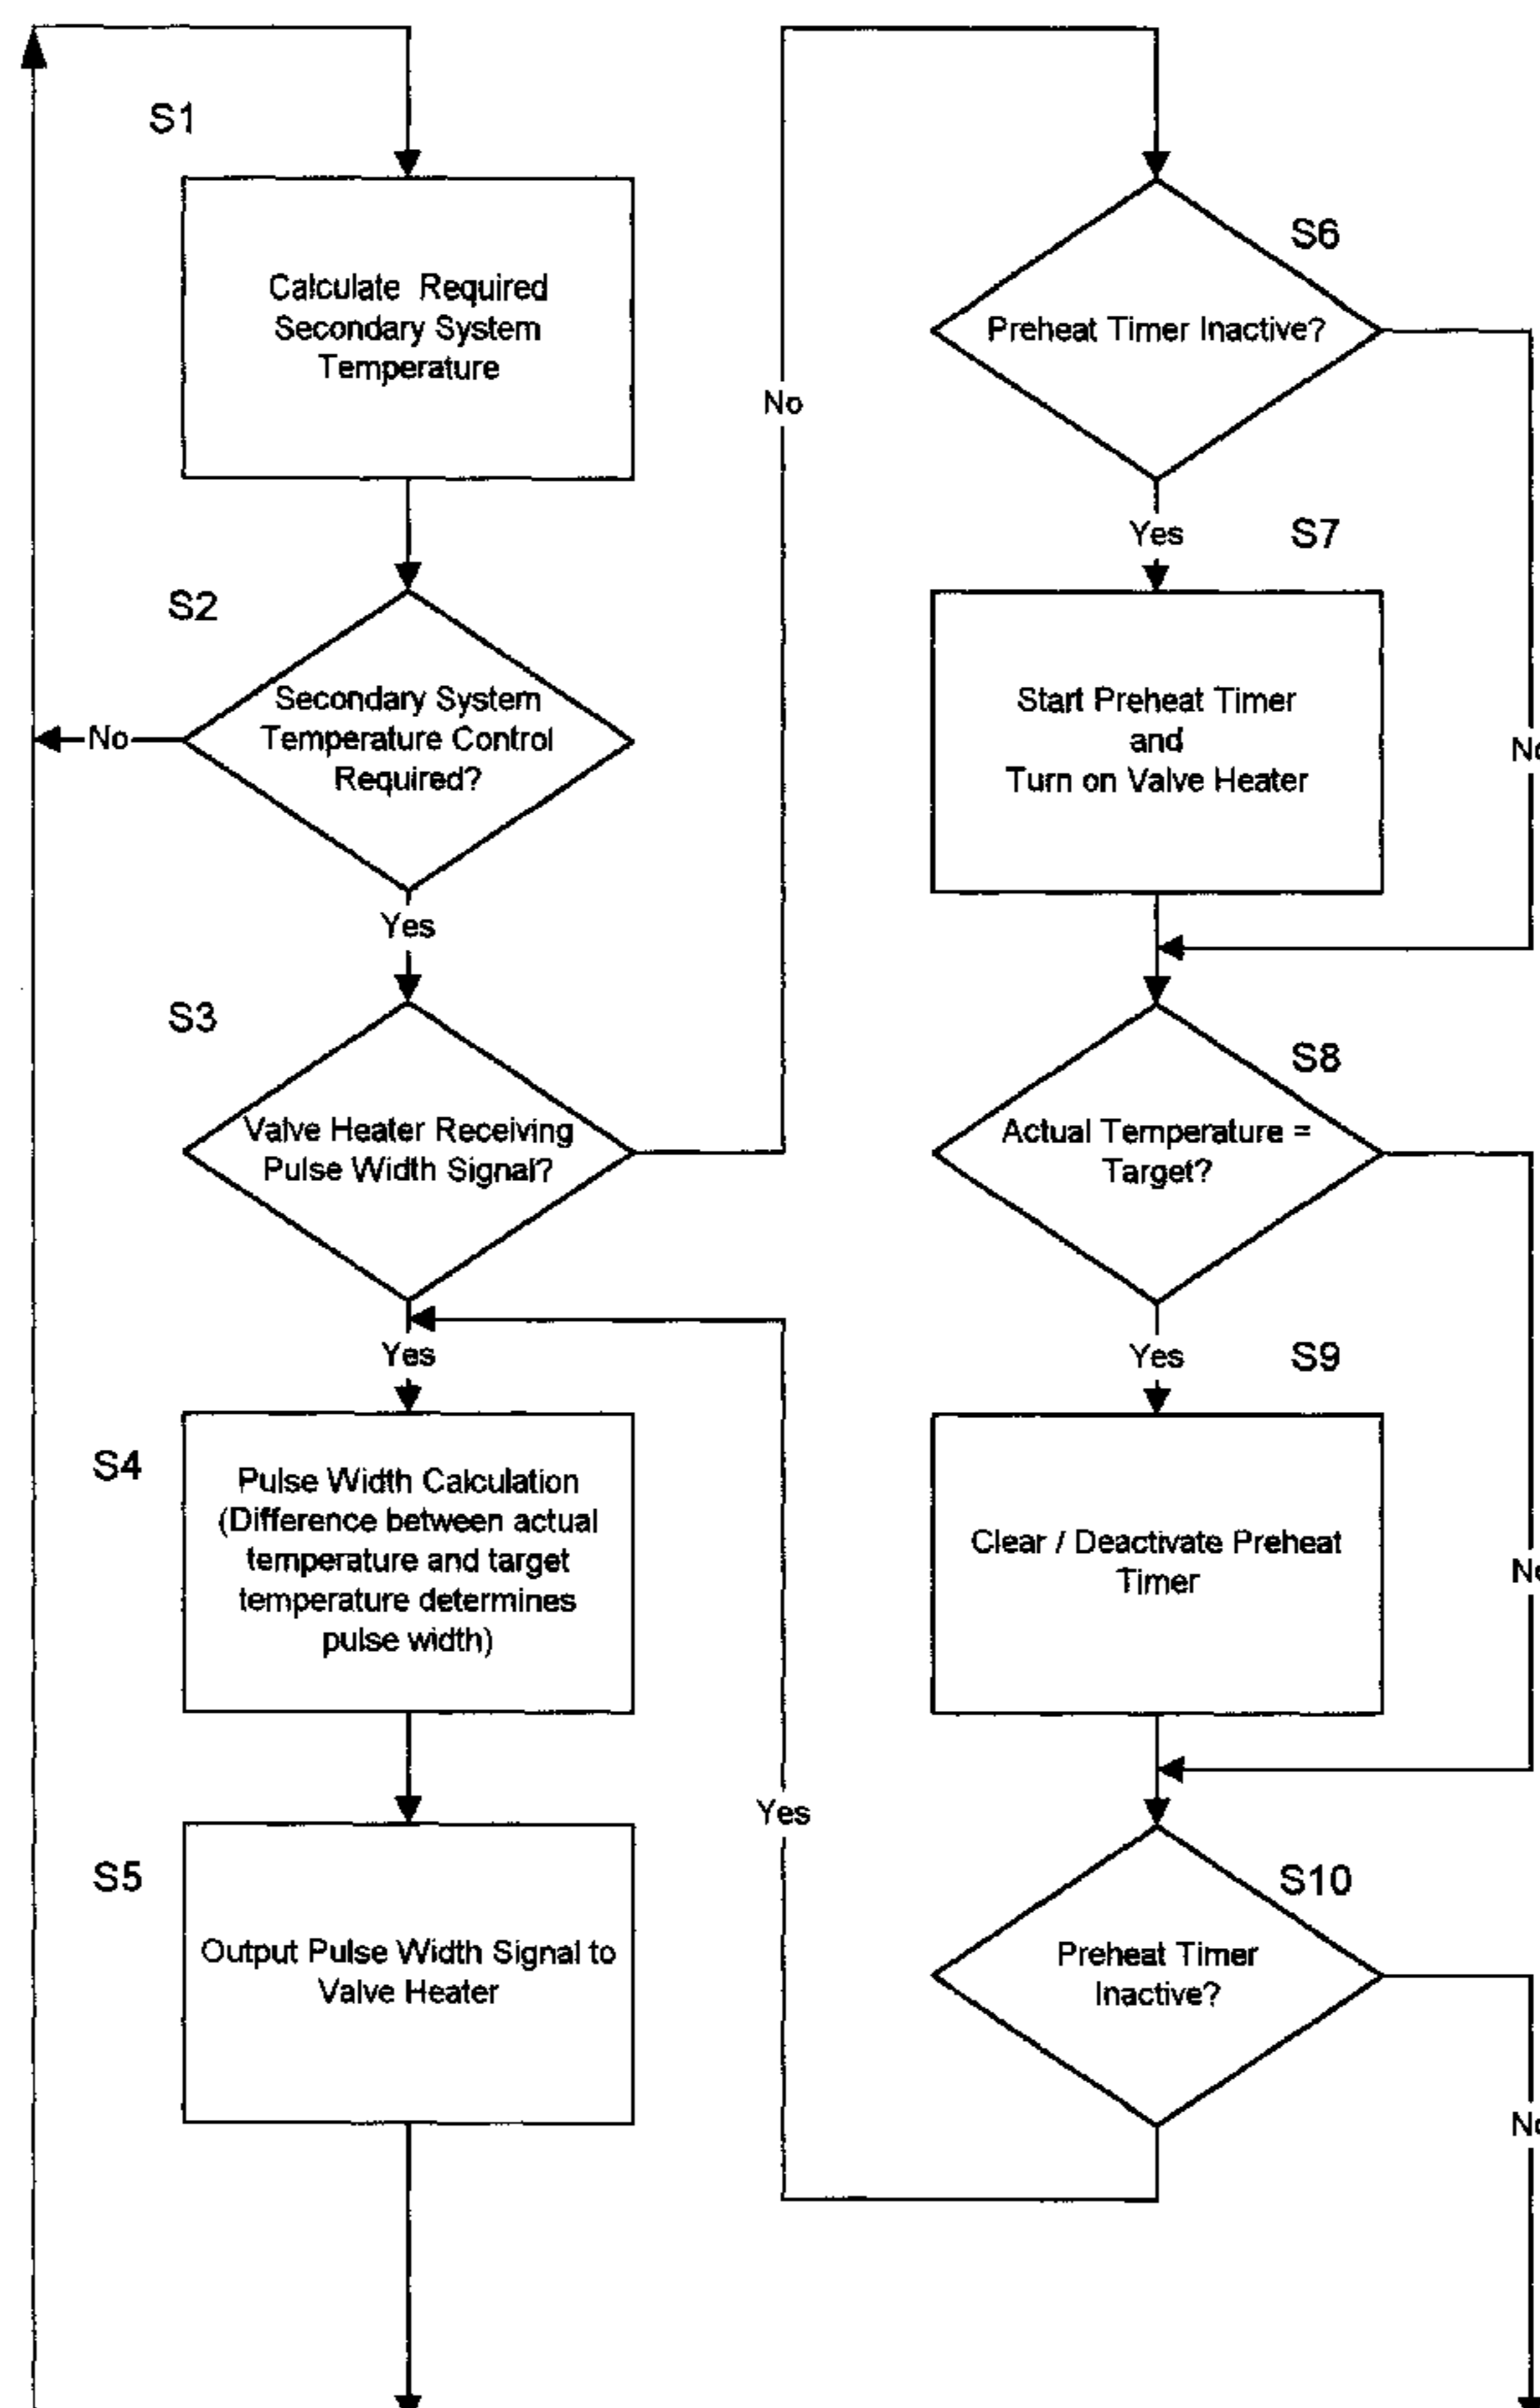 S1
Calculate Required
Secondary System
Temperature
S2
Secondary System
Temperature Control
Required?
No
Yes
S3
Valve Heater Receiving
Pulse Width Signal?
No
Yes
S4
Pulse Width Calculation
(Difference between actual
temperature and target
temperature determines
pulse width)
S5
Output Pulse Width Signal to
Valve Heater
S6
Preheat Timer Inactive?
No
Yes
S7
Start Preheat Timer
and
Turn on Valve Heater
S8
Actual Temperature =
Target?
No
Yes
S9
Clear / Deactivate Preheat
Timer
S10
Preheat Timer
Inactive?
Yes
No